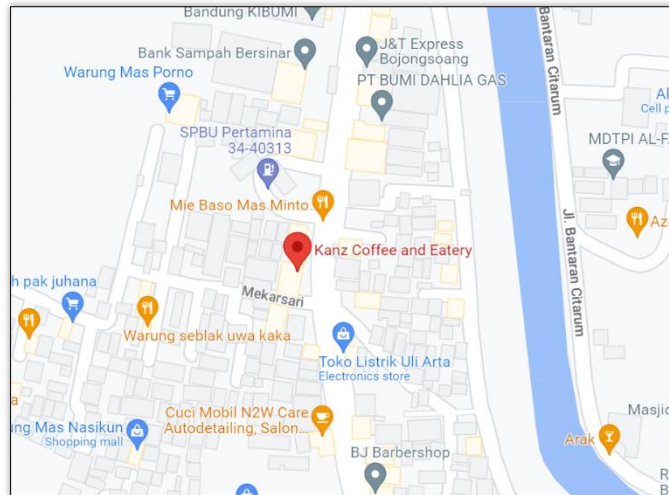 Bandung KIBUMI
J&T Express
Bojongsoang
Bank Sampah Bersinar
PT BUMI DAHLIA GAS
Warung Mas Porno
SPBU Pertamina
34-40313
Mie Baso Mas Minto
Kanz Coffee and Eatery
Mekarsari
h pak juhana
Warung seblak uwa kaka
Toko Listrik Uli Arta
Electronics store
Cuci Mobil N2W Care
Autodetailing, Salon...
ung Mas Nasikun
Shopping mall
BJ Barbershop
Bantaran Citarum
Jl. Bantaran Citarum
Al
Cell p
MDTPI AL-FA
Az
Masjid
Arak
R
B
a